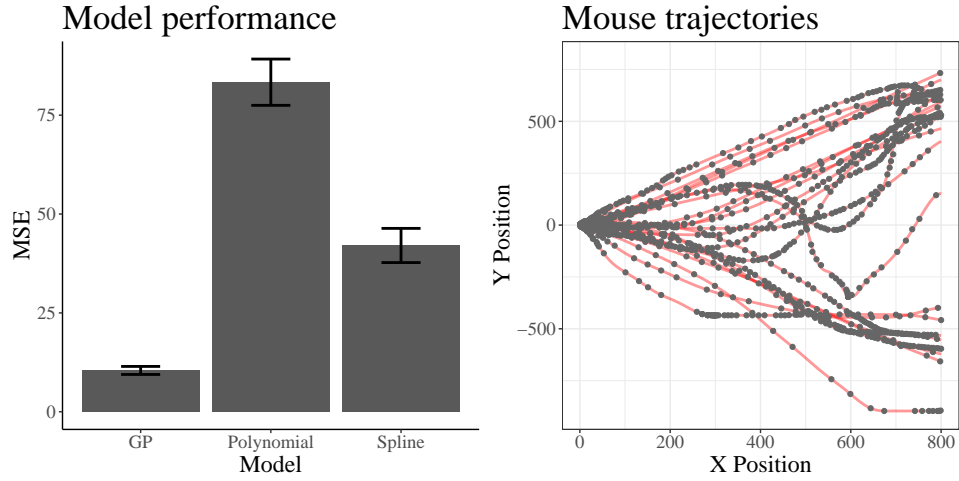 Model performance
75
50
25
0
MSE
GP
Polynomial
Spline
Model
Mouse trajectories
500
0
−500
Y Position
0
200
400
600
800
X Position